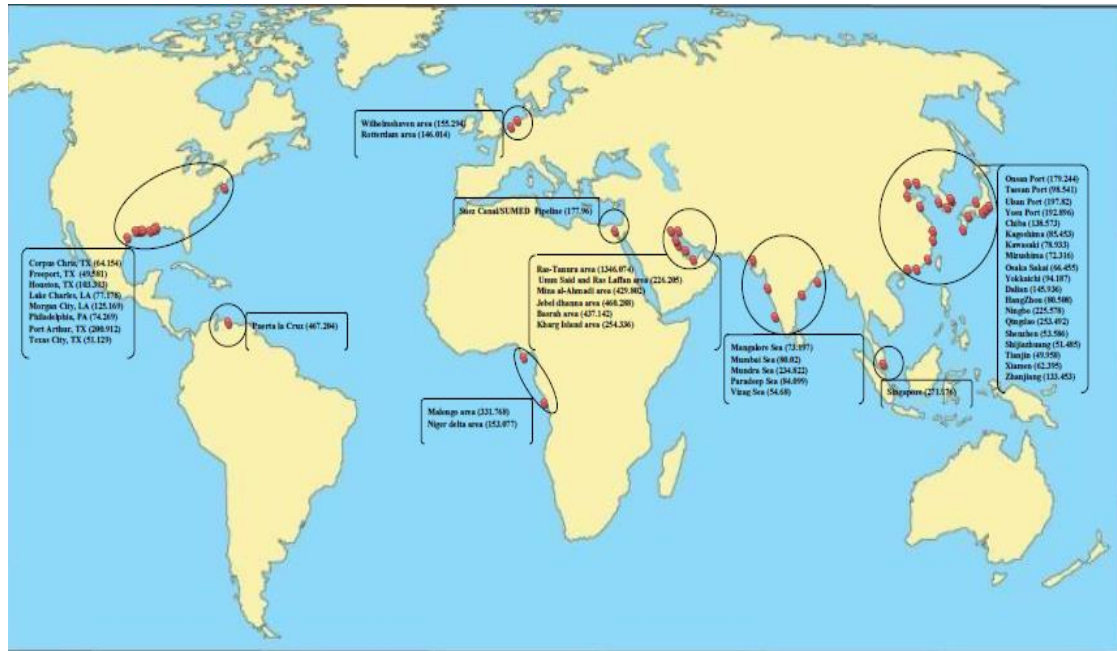 Wilhelmshaven area (155.294)
Rotterdam area (146.014)
Suez Canal/SUMED Pipeline (177.96)
Corpus Chris, TX (64.154)
Freeport, TX (49.581)
Houston, TX (103.303)
Lake Charles, LA (77.178)
Morgan City, LA (125.169)
Philadelphia, PA (74.269)
Port Arthur, TX (200.912)
Texas City, TX (51.129)
Puerta la Cruz (467.204)
Ras-Tanura area (1346.074)
Umm Said and Ras Laffan area (226.205)
Mina al-Ahmadi area (429.802)
Jebel dhanna area (460.288)
Basrah area (437.142)
Kharg Island area (254.336)
Malongo area (331.768)
Niger delta area (153.077)
Mangalore Sea (73.197)
Mumbai Sea (80.02)
Mundra Sea (234.822)
Paradeep Sea (84.099)
Vizag Sea (54.68)
Singapore (271.976)
Onsan Port (179.244)
Taesan Port (98.541)
Ulsan Port (197.82)
Yosu Port (192.896)
Chiba (138.573)
Kagoshima (85.453)
Kawasaki (78.933)
Mizushima (72.316)
Osaka Sakai (66.455)
Yokkaichi (94.187)
Dalian (145.936)
HangZhou (80.508)
Ningbo (225.578)
Qingdao (253.492)
Shenzhen (53.586)
Shijiazhuang (51.485)
Tianjin (49.958)
Xiamen (62.395)
Zhanjiang (133.453)